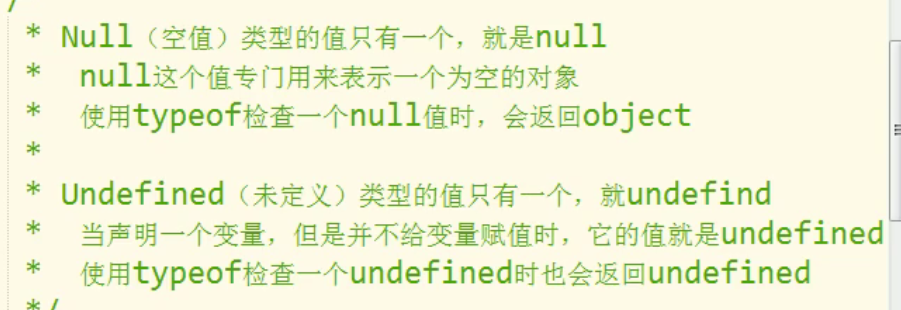 /
* Null（空值）类型的值只有一个，就是null
* null这个值专门用来表示一个为空的对象
* 使用typeof检查一个null值时，会返回object
*
* Undefined（未定义）类型的值只有一个，就undefind
* 当声明一个变量，但是并不给变量赋值时，它的值就是undefined
* 使用typeof检查一个undefined时也会返回undefined
*/